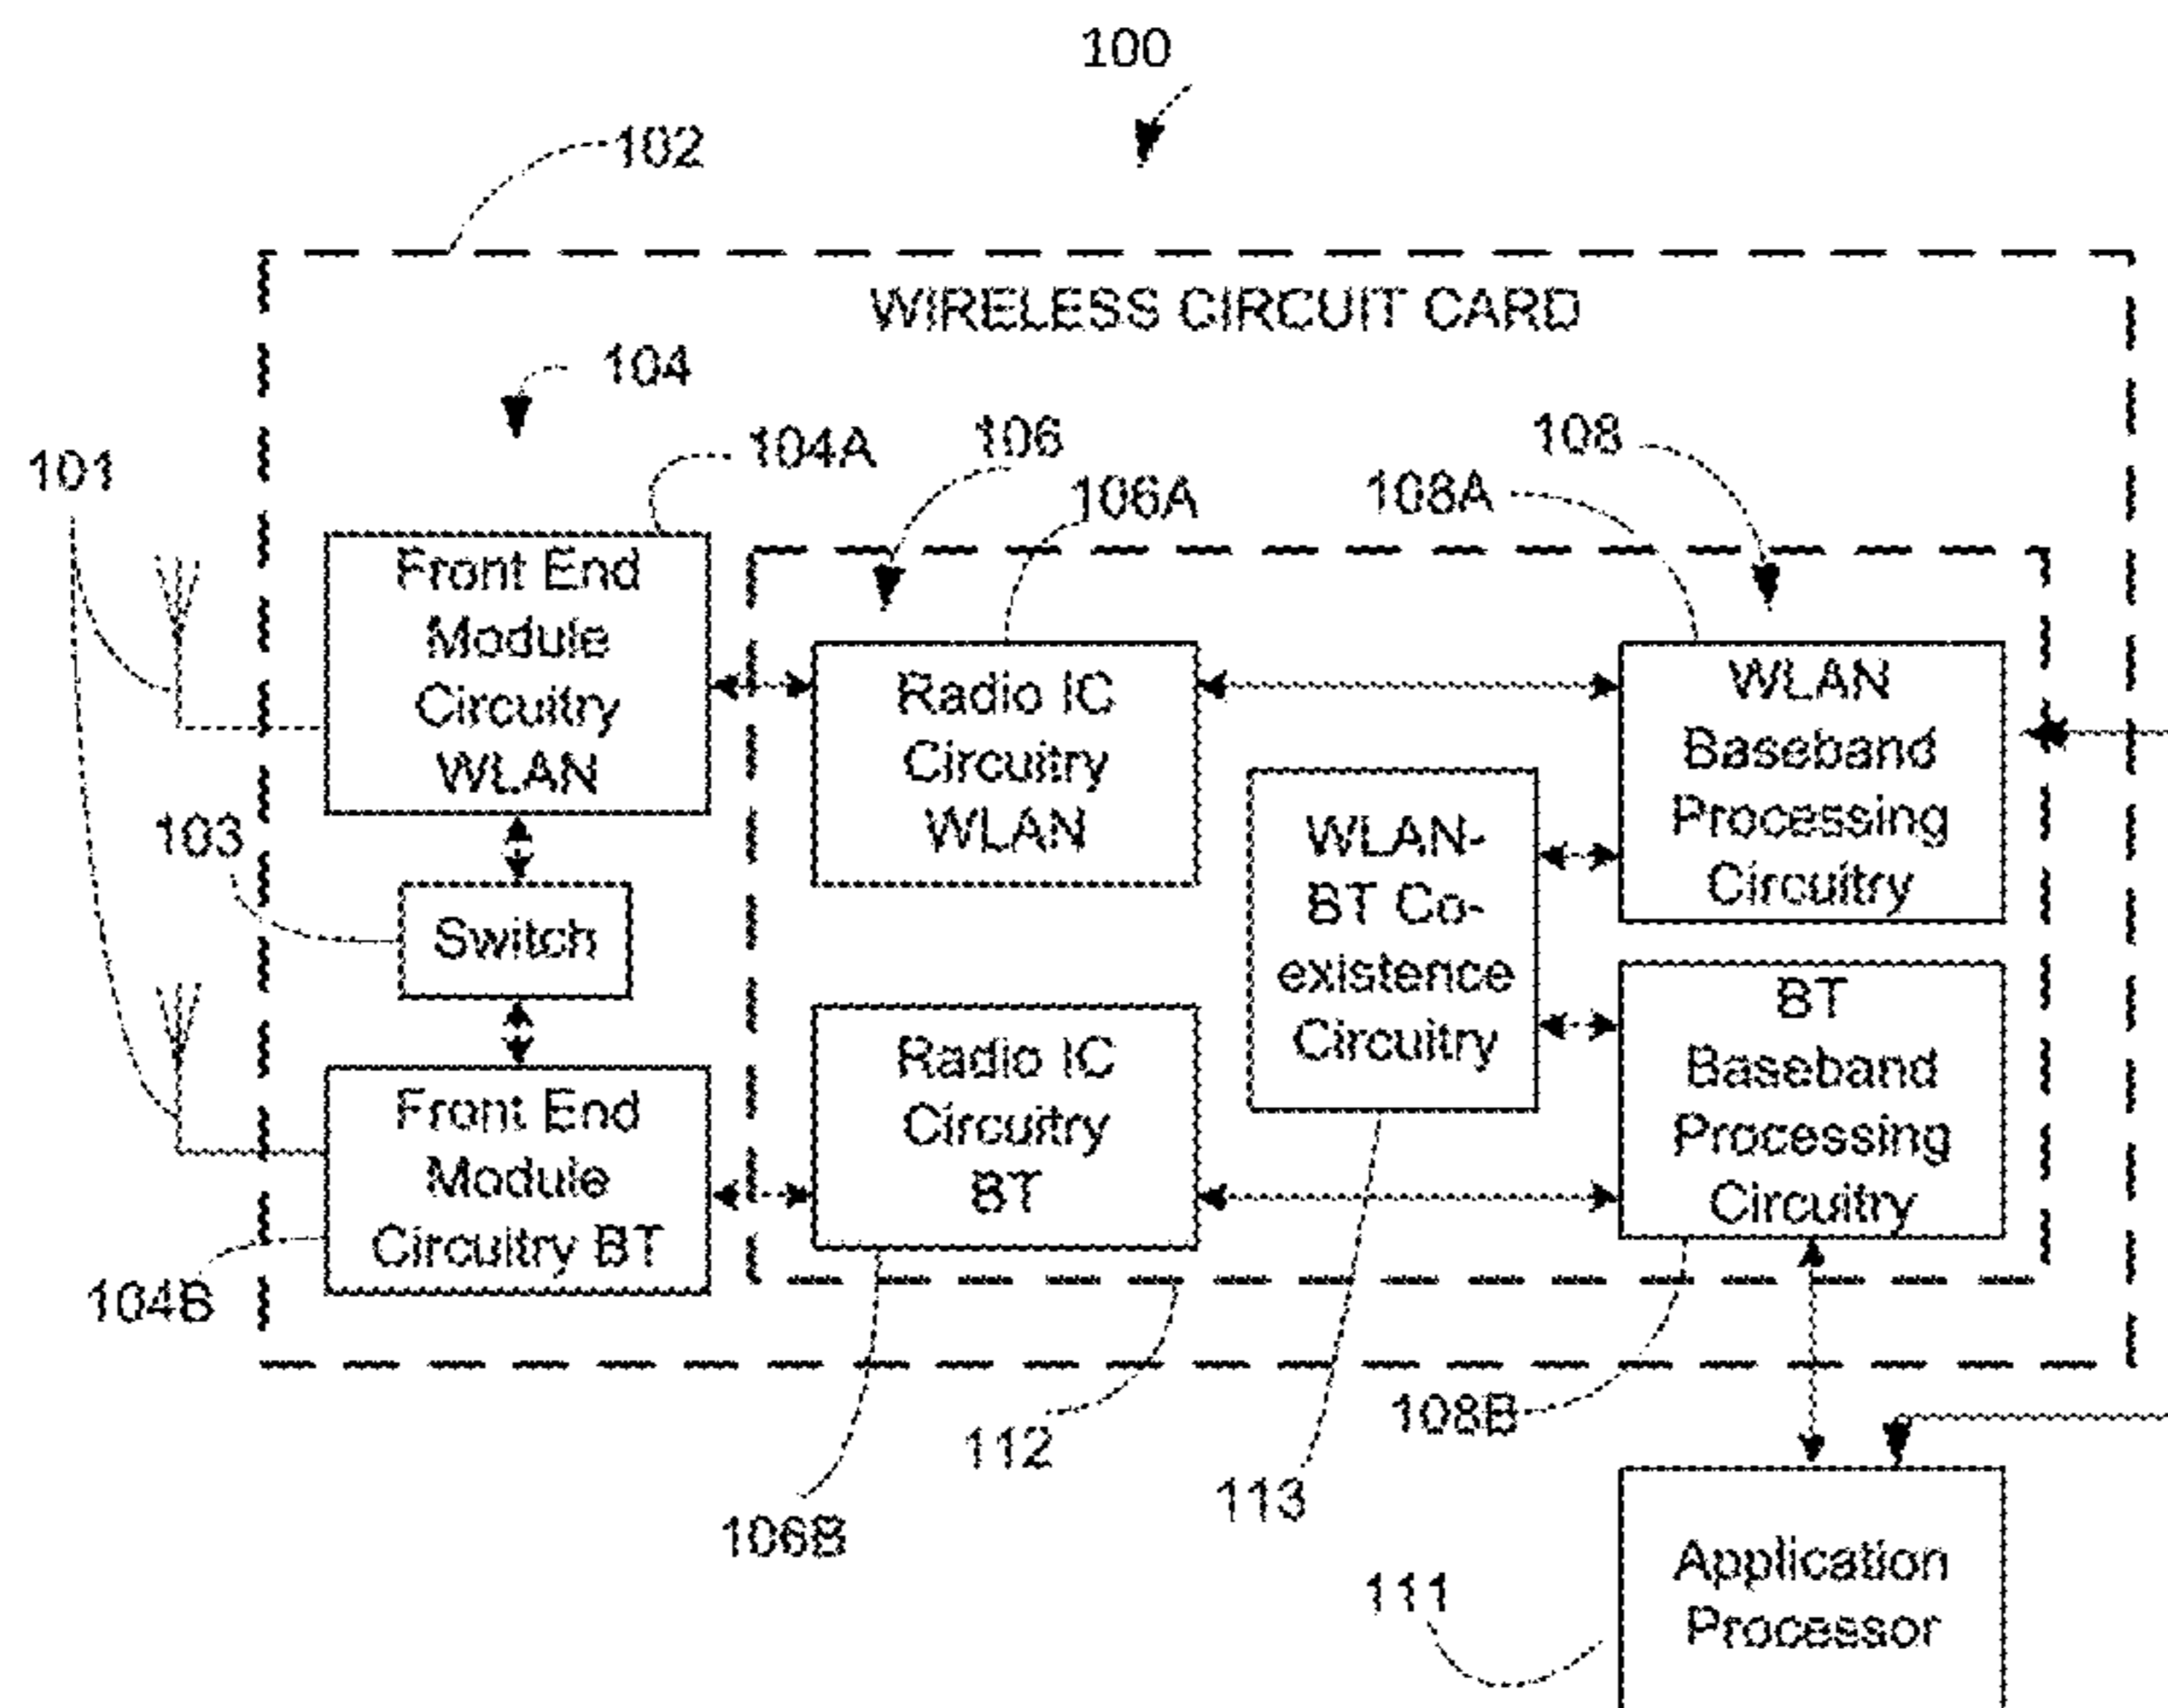 100
102
WIRELESS CIRCUIT CARD
104
104A
106
108
101
106A
108A
Front End
Module
Circuitry
WLAN
Radio IC
Circuitry
WLAN
WLAN
Baseband
Processing
Circuitry
103
Switch
WLAN-
BT Co-
existence
Circuitry
Front End
Module
Circuitry BT
Radio IC
Circuitry
BT
BT
Baseband
Processing
Circuitry
104B
108B
112
113
106B
111
Application
Processor